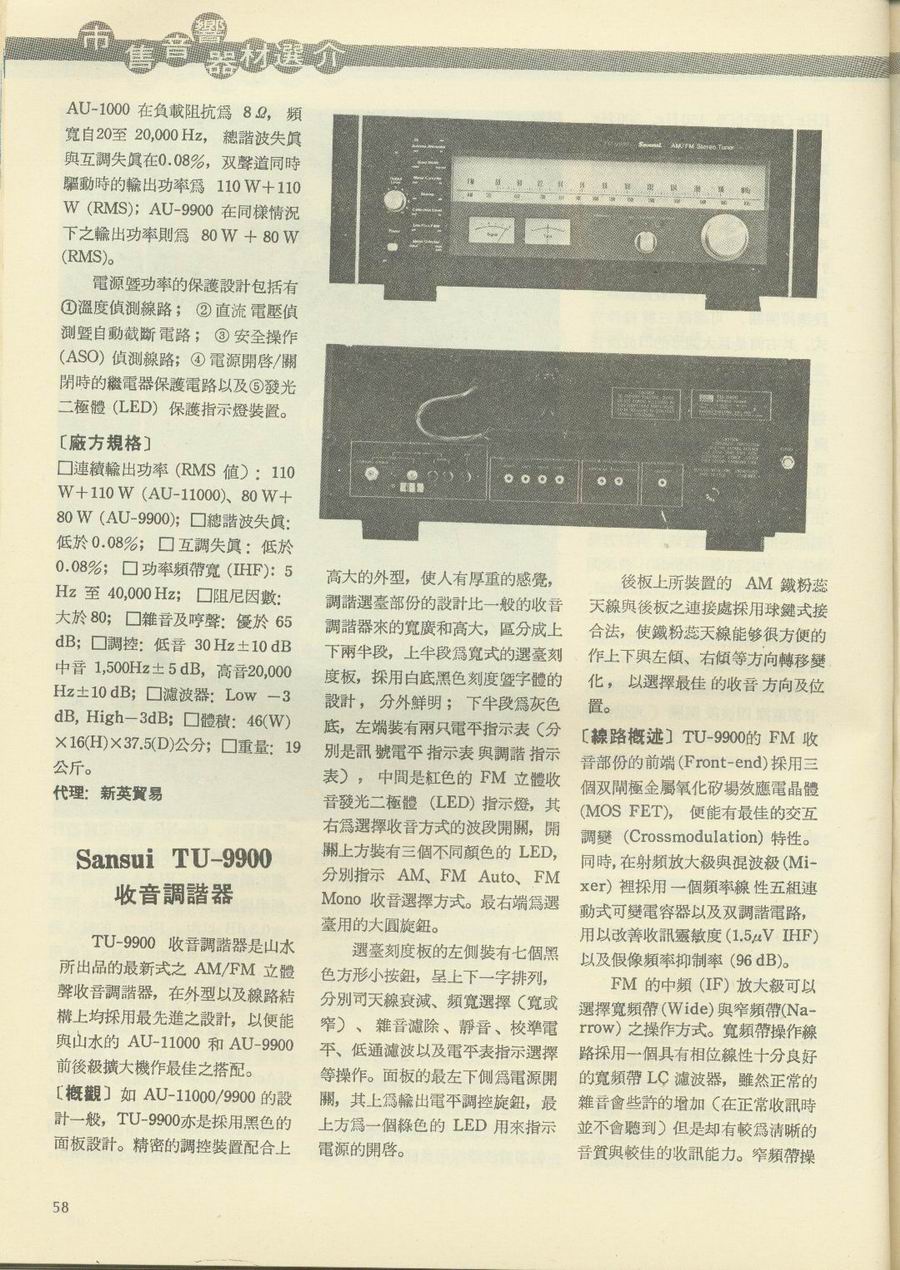 市售音響器材選介
AU-1000 在負載阻抗爲 8Ω, 頻
寬自20至 20,000 Hz, 總諧波失眞
與互調失眞在0.08%, 双聲道同時
驅動時的輸出功率爲 110 W+110
W (RMS); AU-9900 在同樣情況
下之輸出功率則爲 80 W + 80 W
(RMS)。
電源暨功率的保護設計包括有
①溫度偵測線路; ②直流電壓偵
測暨自動截斷電路; ③安全操作
(ASO) 偵測線路; ④電源開啓/關
閉時的繼電器保護電路以及⑤發光
二極體 (LED) 保護指示燈裝置。
〔廠方規格〕
□連續輸出功率 (RMS 値): 110
W+110 W (AU-11000)、80 W+
80 W (AU-9900); □總諧波失眞:
低於 0.08%; □互調失眞: 低於
0.08%; □功率頻帶寬 (IHF): 5
Hz 至 40,000 Hz; □阻尼因數:
大於 80; □雜音及哼聲: 優於 65
dB; □調控: 低音 30 Hz±10 dB
中音 1,500Hz±5 dB, 高音20,000
Hz±10 dB; □濾波器: Low −3
dB, High−3dB; □體積: 46(W)
×16(H)×37.5(D)公分; □重量: 19
公斤。
代理: 新英貿易
Sansui TU-9900
收音調諧器
TU-9900 收音調諧器是山水
所出品的最新式之 AM/FM 立體
聲收音調諧器, 在外型以及線路結
構上均採用最先進之設計, 以便能
與山水的 AU-11000 和 AU-9900
前後級擴大機作最佳之搭配。
〔概觀〕如 AU-11000/9900 的設
計一般, TU-9900亦是採用黑色的
面板設計。精密的調控裝置配合上
Sansui AM/FM Stereo Tuner
高大的外型, 使人有厚重的感覺,
調諧選臺部份的設計比一般的收音
調諧器來的寬廣和高大, 區分成上
下兩半段, 上半段爲寬式的選臺刻
度板, 採用白底黑色刻度暨字體的
設計, 分外鮮明; 下半段爲灰色
底, 左端裝有兩只電平指示表(分
別是訊號電平指示表與調諧指示
表), 中間是紅色的 FM 立體收
音發光二極體 (LED) 指示燈, 其
右爲選擇收音方式的波段開關, 開
關上方裝有三個不同顏色的 LED,
分別指示 AM、FM Auto、FM
Mono 收音選擇方式。最右端爲選
臺用的大圓旋鈕。
選臺刻度板的左側裝有七個黑
色方形小按鈕, 呈上下一字排列,
分別司天線衰減、頻寬選擇(寬或
窄)、雜音濾除、靜音、校準電
平、低通濾波以及電平表指示選擇
等操作。面板的最左下側爲電源開
關, 其上爲輸出電平調控旋鈕, 最
上方爲一個綠色的 LED 用來指示
電源的開啓。
後板上所裝置的 AM 鐵粉蕊
天線與後板之連接處採用球鍵式接
合法, 使鐵粉蕊天線能够很方便的
作上下與左傾、右傾等方向轉移變
化, 以選擇最佳的收音方向及位
置。
〔線路概述〕TU-9900的 FM 收
音部份的前端 (Front-end) 採用三
個双閘極金屬氧化矽場效應電晶體
(MOS FET), 便能有最佳的交互
調變 (Crossmodulation) 特性。
同時, 在射頻放大級與混波級 (Mi-
xer) 裡採用一個頻率線性五組連
動式可變電容器以及双調諧電路,
用以改善收訊靈敏度 (1.5μV IHF)
以及假像頻率抑制率 (96 dB)。
FM 的中頻 (IF) 放大級可以
選擇寬頻帶 (Wide) 與窄頻帶(Na-
rrow) 之操作方式。寬頻帶操作線
路採用一個具有相位線性十分良好
的寬頻帶 LC 濾波器, 雖然正常的
雜音會些許的增加(在正常收訊時
並不會聽到)但是却有較爲淸晰的
音質與較佳的收訊能力。窄頻帶操
58